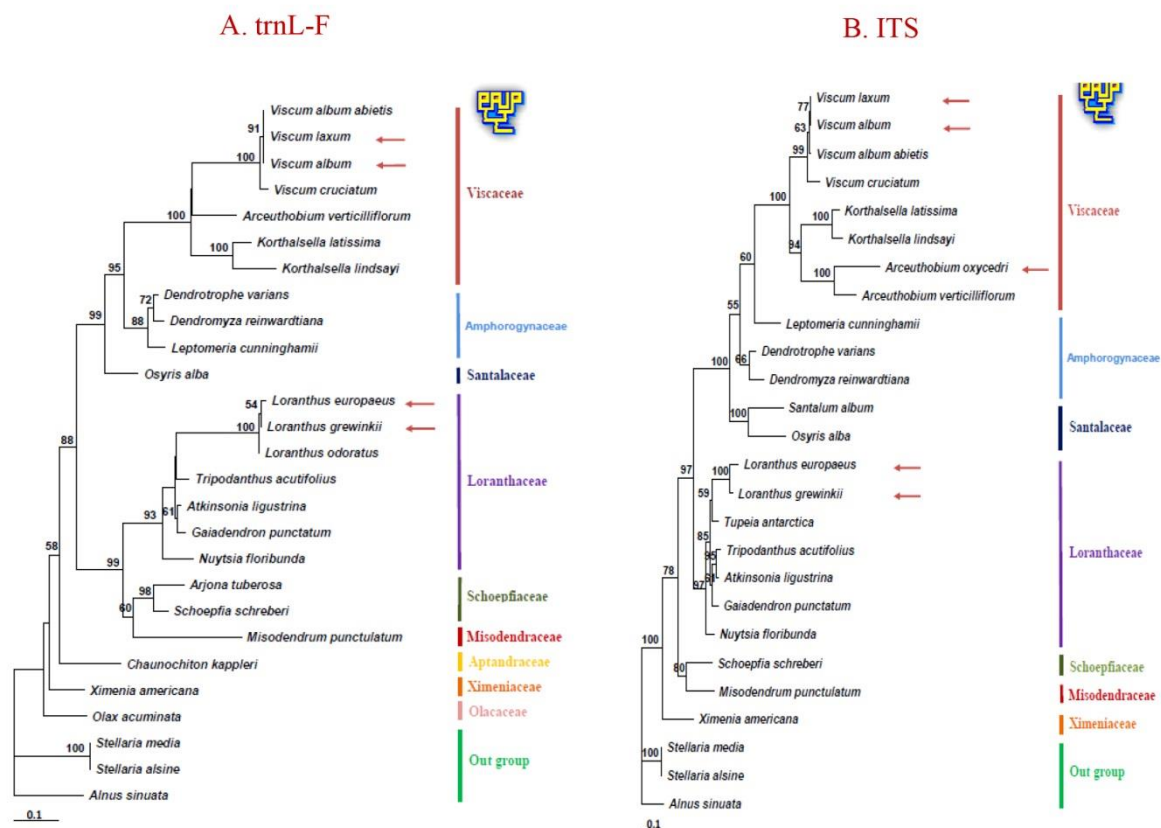 A. trnL-F
PAUP
91
100
100
100
95
72
88
99
88
54
100
61
93
99
98
60
58
100
Viscum album abietis
Viscum laxum
Viscum album
Viscum cruciatum
Arceuthobium verticilliflorum
Korthalsella latissima
Korthalsella lindsayi
Dendrotrophe varians
Dendromyza reinwardtiana
Leptomeria cunninghamii
Osyris alba
Loranthus europaeus
Loranthus grewinkii
Loranthus odoratus
Tripodanthus acutifolius
Atkinsonia ligustrina
Gaiadendron punctatum
Nuytsia floribunda
Arjona tuberosa
Schoepfia schreberi
Misodendrum punctulatum
Chaunochiton kappleri
Ximenia americana
Olax acuminata
Stellaria media
Stellaria alsine
Alnus sinuata
0.1
Viscaceae
Amphorogynaceae
Santalaceae
Loranthaceae
Schoepfiaceae
Misodendraceae
Aptandraceae
Ximeniaceae
Olacaceae
Out group
B. ITS
PAUP
77
63
99
100
100
94
100
60
55
66
100
100
97
100
59
85
95
61
97
78
80
100
100
Viscum laxum
Viscum album
Viscum album abietis
Viscum cruciatum
Korthalsella latissima
Korthalsella lindsayi
Arceuthobium oxycedri
Arceuthobium verticilliflorum
Leptomeria cunninghamii
Dendrotrophe varians
Dendromyza reinwardtiana
Santalum album
Osyris alba
Loranthus europaeus
Loranthus grewinkii
Tupeia antarctica
Tripodanthus acutifolius
Atkinsonia ligustrina
Gaiadendron punctatum
Nuytsia floribunda
Schoepfia schreberi
Misodendrum punctulatum
Ximenia americana
Stellaria media
Stellaria alsine
Alnus sinuata
0.1
Viscaceae
Amphorogynaceae
Santalaceae
Loranthaceae
Schoepfiaceae
Misodendraceae
Ximeniaceae
Out group